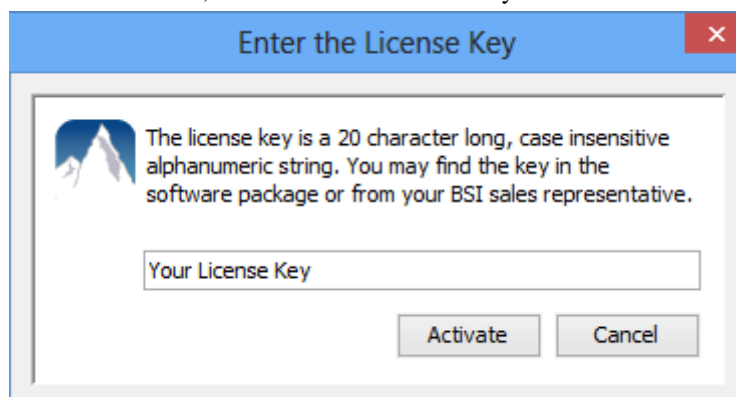 Enter the License Key
The license key is a 20 character long, case insensitive
alphanumeric string. You may find the key in the
software package or from your BSI sales representative.
Your License Key
Activate Cancel